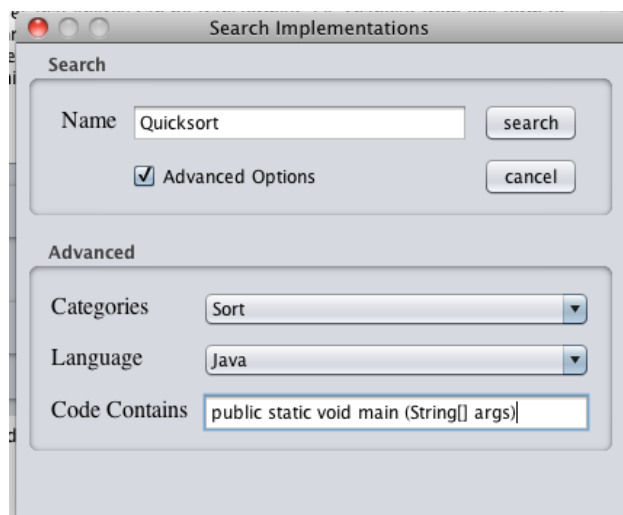 Search Implementations
Search
Name Quicksort search
Advanced Options cancel
Advanced
Categories Sort
Language Java
Code Contains public static void main (String[] args)